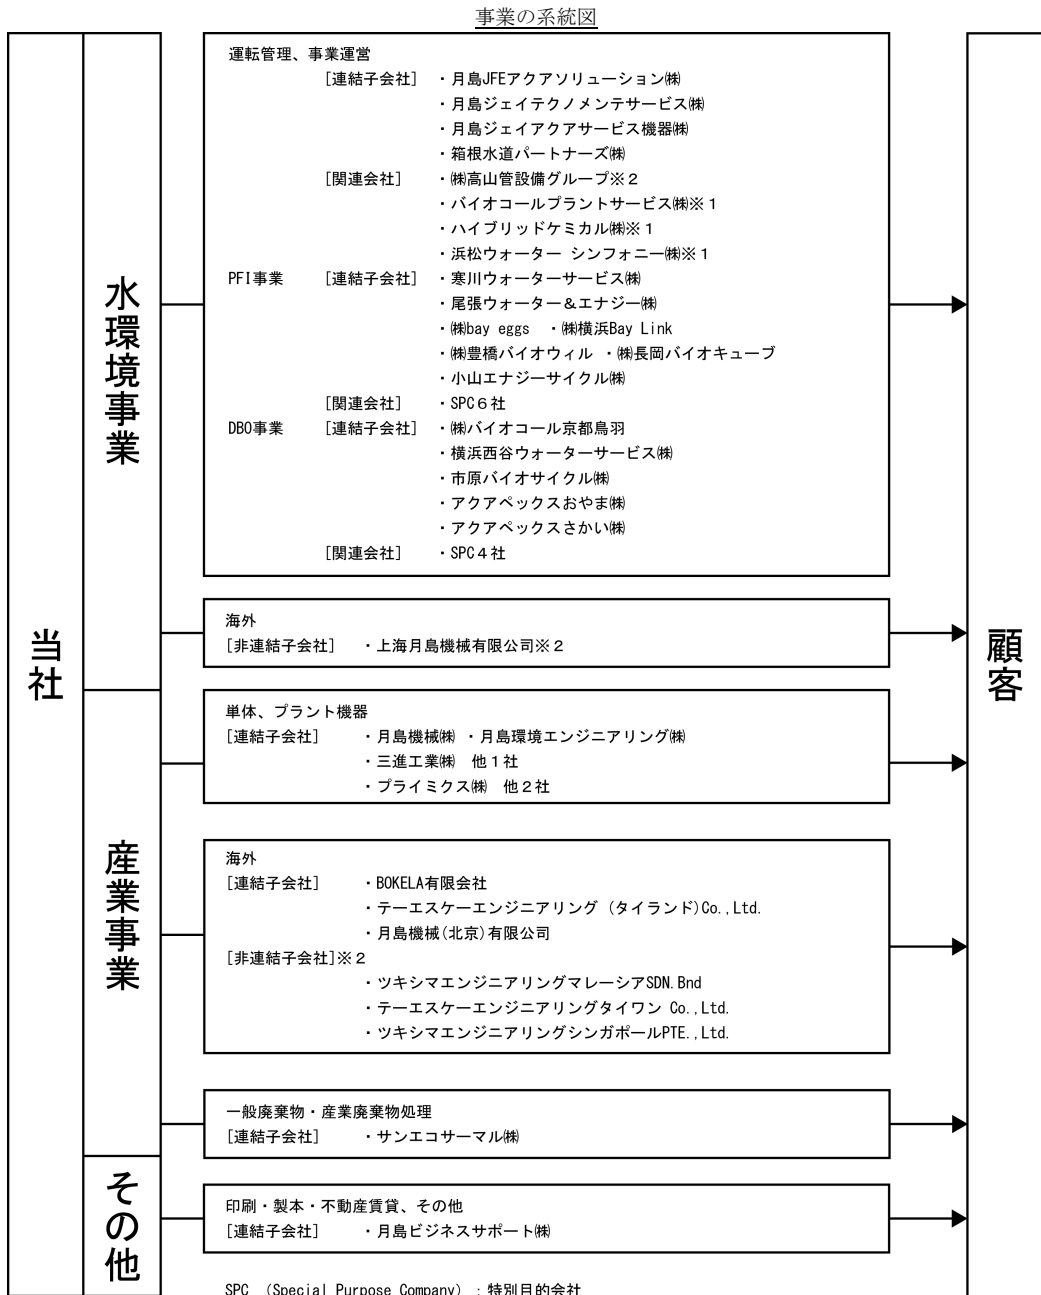 事業の系統図
当社
水環境事業
運転管理、事業運営
[連結子会社] ・月島JFEアクアソリューション㈱
・月島ジェイテクノメンテサービス㈱
・月島ジェイアクアサービス機器㈱
・箱根水道パートナーズ㈱
[関連会社] ・㈱高山管設備グループ※２
・バイオコールプラントサービス㈱※１
・ハイブリッドケミカル㈱※１
・浜松ウォーター シンフォニー㈱※１
PFI事業 [連結子会社] ・寒川ウォーターサービス㈱
・尾張ウォーター＆エナジー㈱
・㈱bay eggs ・㈱横浜Bay Link
・㈱豊橋バイオウィル ・㈱長岡バイオキューブ
・小山エナジーサイクル㈱
[関連会社] ・SPC６社
DBO事業 [連結子会社] ・㈱バイオコール京都鳥羽
・横浜西谷ウォーターサービス㈱
・市原バイオサイクル㈱
・アクアペックスおやま㈱
・アクアペックスさかい㈱
[関連会社] ・SPC４社
海外
[非連結子会社] ・上海月島機械有限公司※２
産業事業
単体、プラント機器
[連結子会社] ・月島機械㈱ ・月島環境エンジニアリング㈱
・三進工業㈱　他１社
・プライミクス㈱　他２社
海外
[連結子会社] ・BOKELA有限会社
・テーエスケーエンジニアリング (タイランド)Co.,Ltd.
・月島機械(北京)有限公司
[非連結子会社]※２
・ツキシマエンジニアリングマレーシアSDN.Bnd
・テーエスケーエンジニアリングタイワン Co.,Ltd.
・ツキシマエンジニアリングシンガポールPTE.,Ltd.
一般廃棄物・産業廃棄物処理
[連結子会社] ・サンエコサーマル㈱
その他
印刷・製本・不動産賃貸、その他
[連結子会社] ・月島ビジネスサポート㈱
顧客
SPC (Special Purpose Company) ：特別目的会社